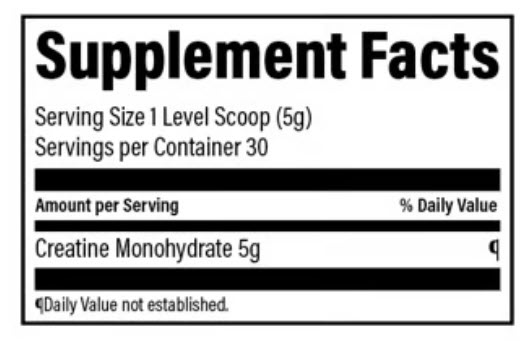 Supplement Facts
Serving Size 1 Level Scoop (5g)
Servings per Container 30
Amount per Serving % Daily Value
Creatine Monohydrate 5g ¶
¶Daily Value not established.